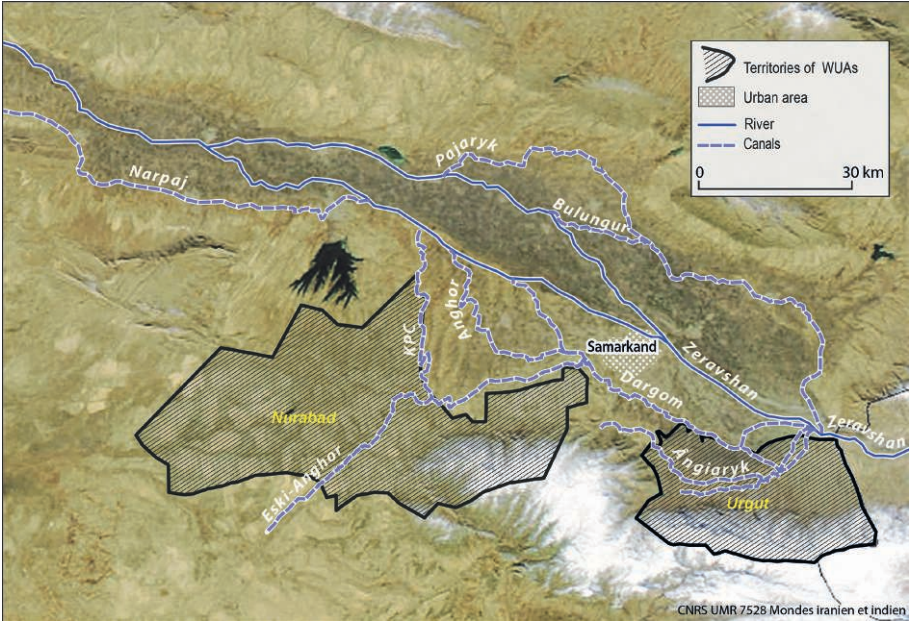 Territories of WUAs
Urban area
River
Canals
0 30 km
Pajaryk
Narpaj
Bulungur
Anghor
KPC
Samarkand
Zeravshan
Dargom
Zeravshan
Nurabad
Angiaryk
Eski-Anghor
Urgut
CNRS UMR 7528 Mondes iranien et indien